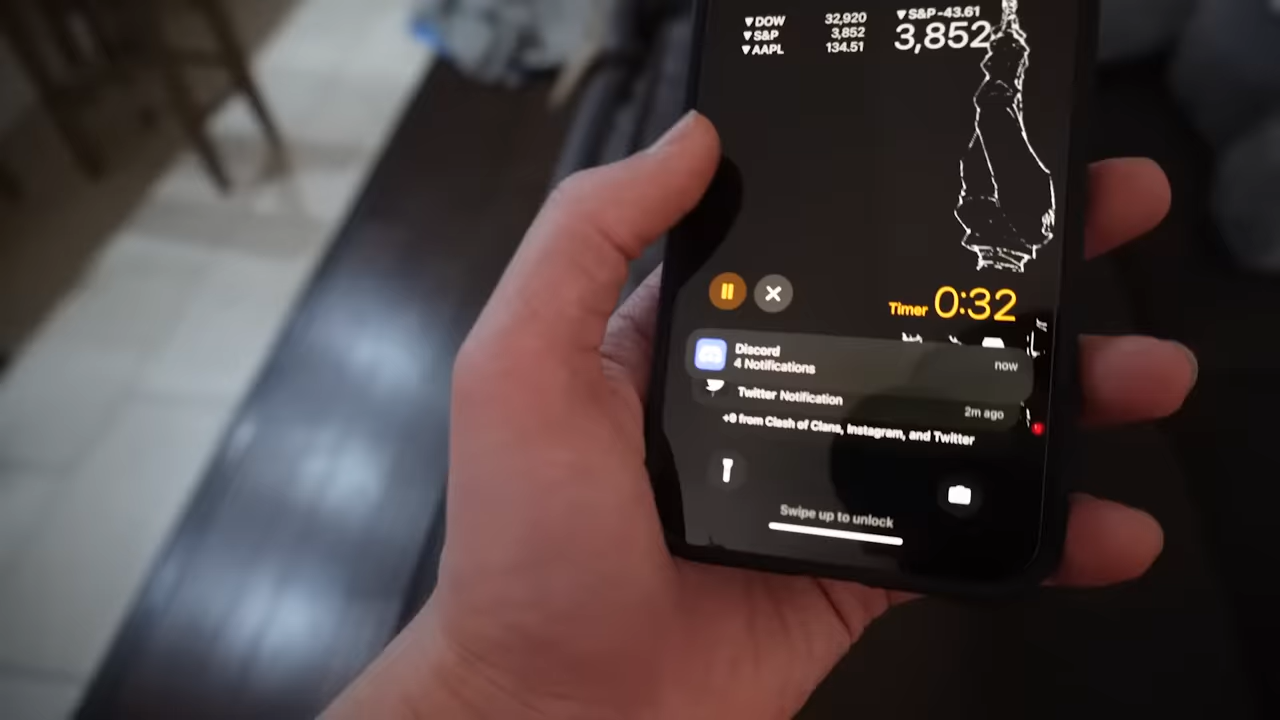 ▼DOW 32,920
▼S&P 3,852
▼AAPL 134.51
▼S&P -43.61
3,852
Timer 0:32
Discord
4 Notifications
now
Twitter Notification
2m ago
+9 from Clash of Clans, Instagram, and Twitter
Swipe up to unlock